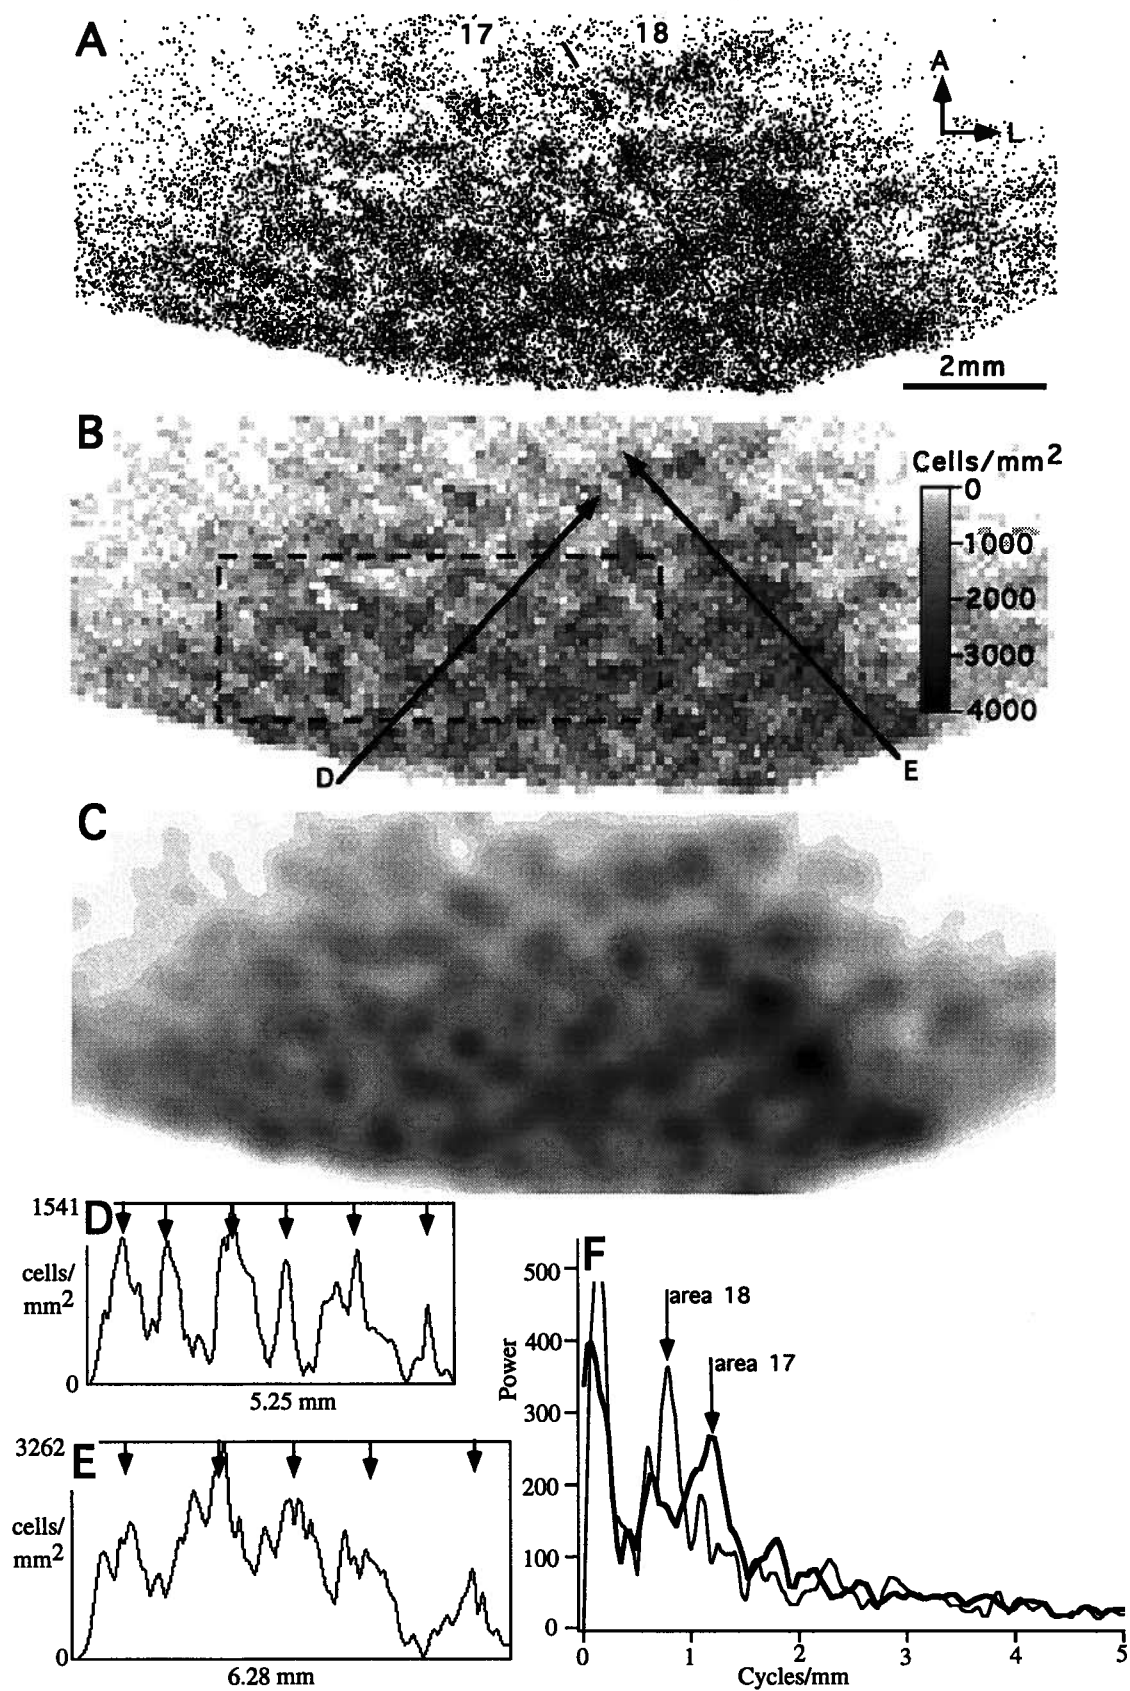 A
17 18
A
L
2mm
B
Cells/mm2
0
1000
2000
3000
4000
D
E
C
1541
D
cells/
mm2
0
5.25 mm
3262
E
cells/
mm2
0
6.28 mm
F
500
400
300
200
100
0
Power
area 18
area 17
0 1 2 3 4 5
Cycles/mm